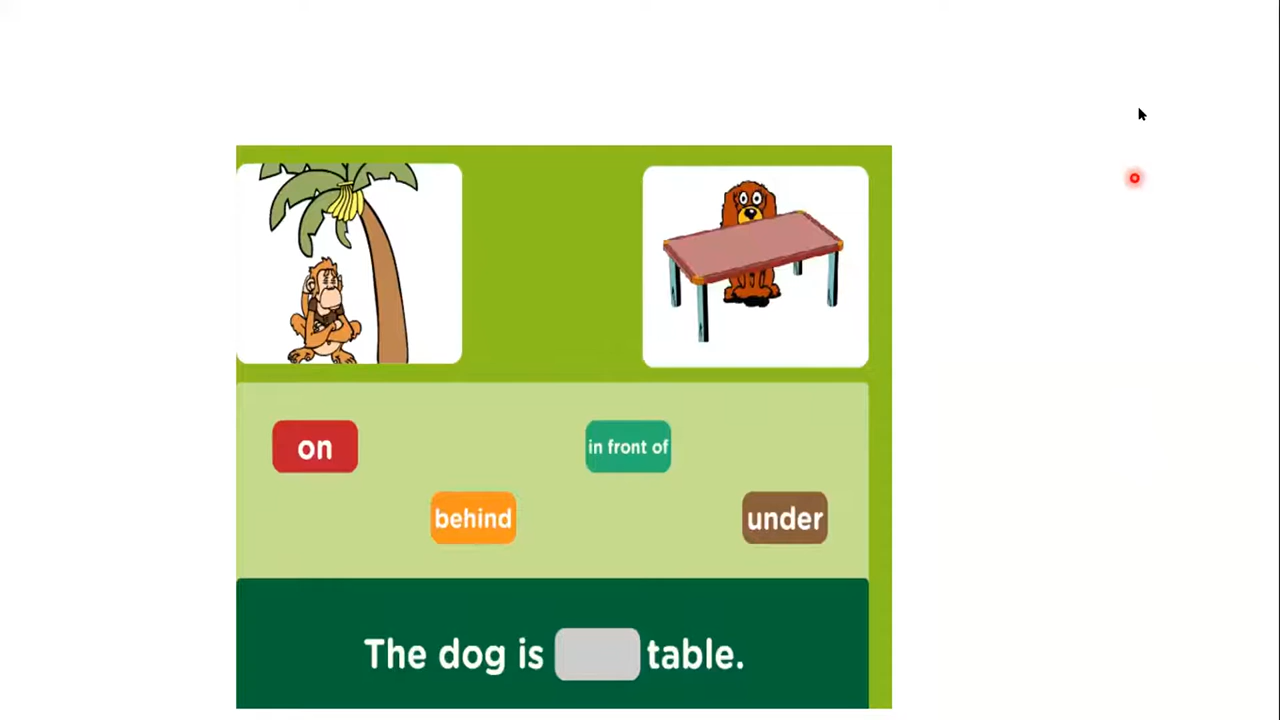 on
in front of
behind
under
The dog is table.